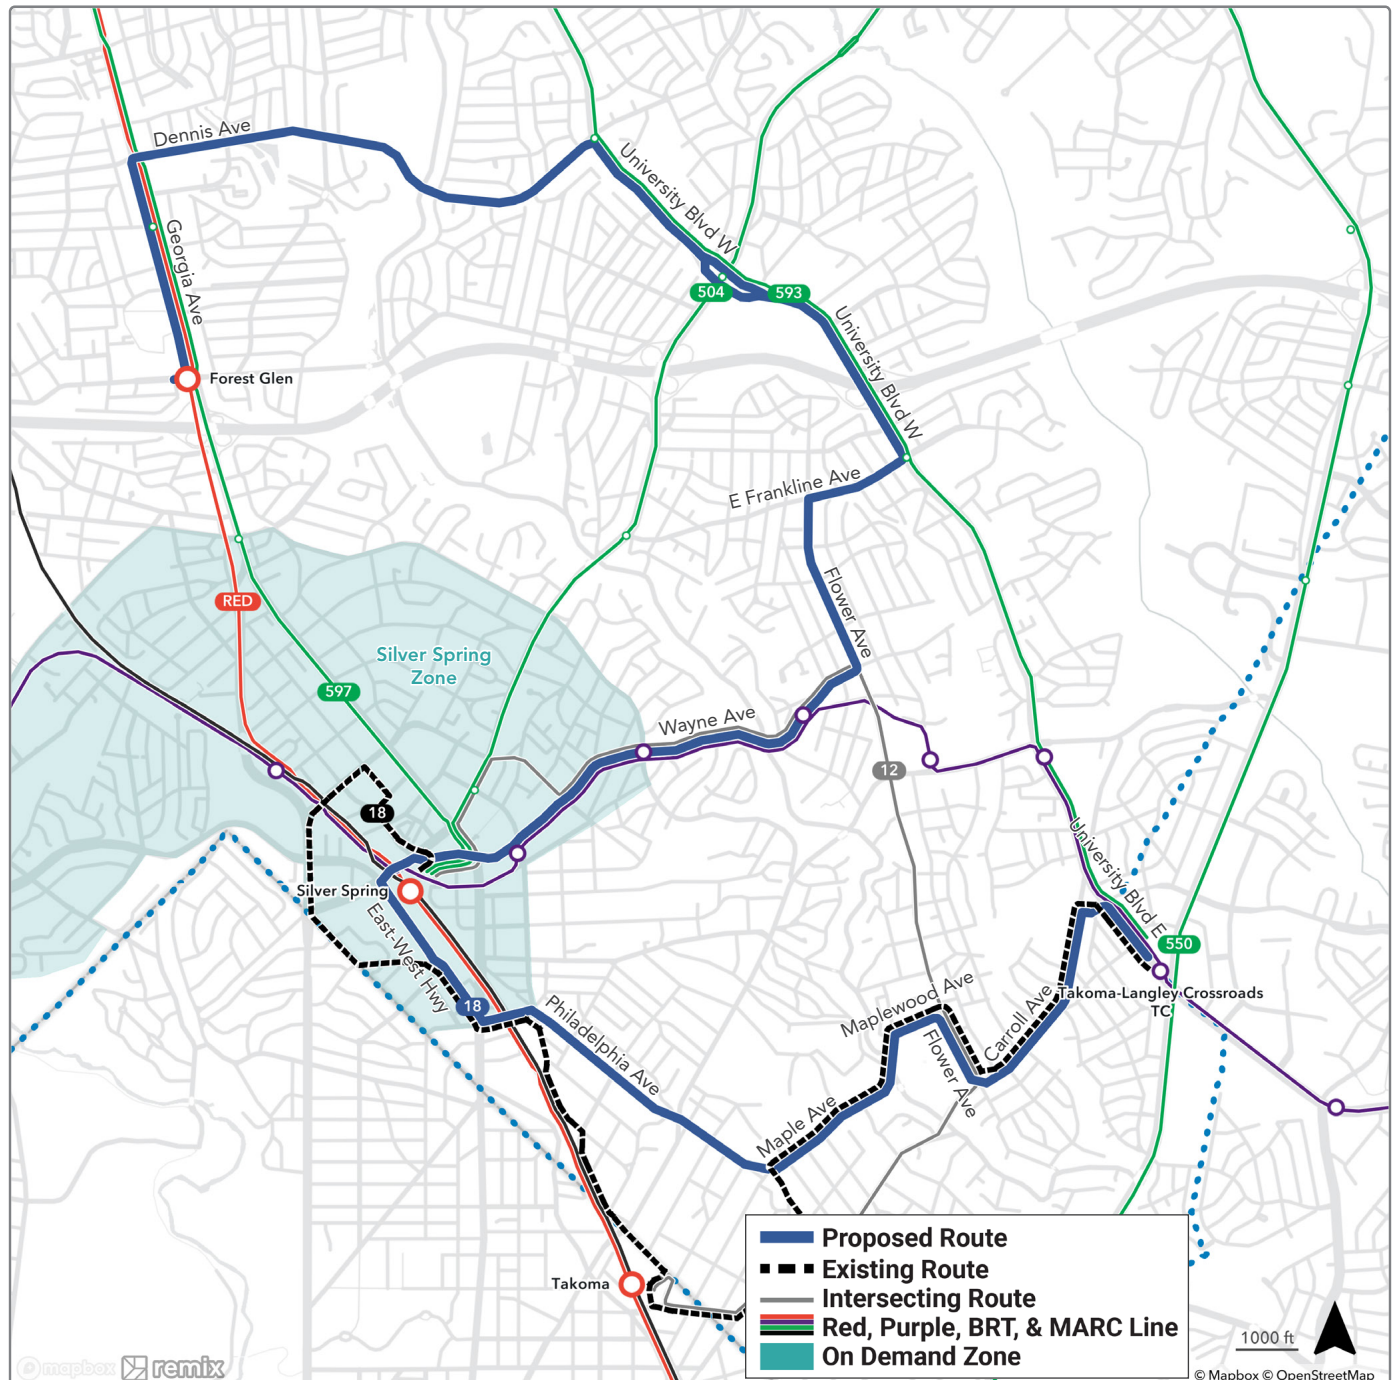 Dennis Ave
University Blvd W
Georgia Ave
504
593
University Blvd W
Forest Glen
E Frankline Ave
Flower Ave
RED
Silver Spring
Zone
597
Wayne Ave
12
18
University Blvd E
Silver Spring
East-West Hwy
550
Takoma-Langley Crossroads
TC
Maplewood Ave
Carroll Ave
18
Philadelphia Ave
Flower Ave
Maple Ave
Takoma
Proposed Route
Existing Route
Intersecting Route
Red, Purple, BRT, & MARC Line
On Demand Zone
1000 ft
mapbox
remix
© Mapbox © OpenStreetMap